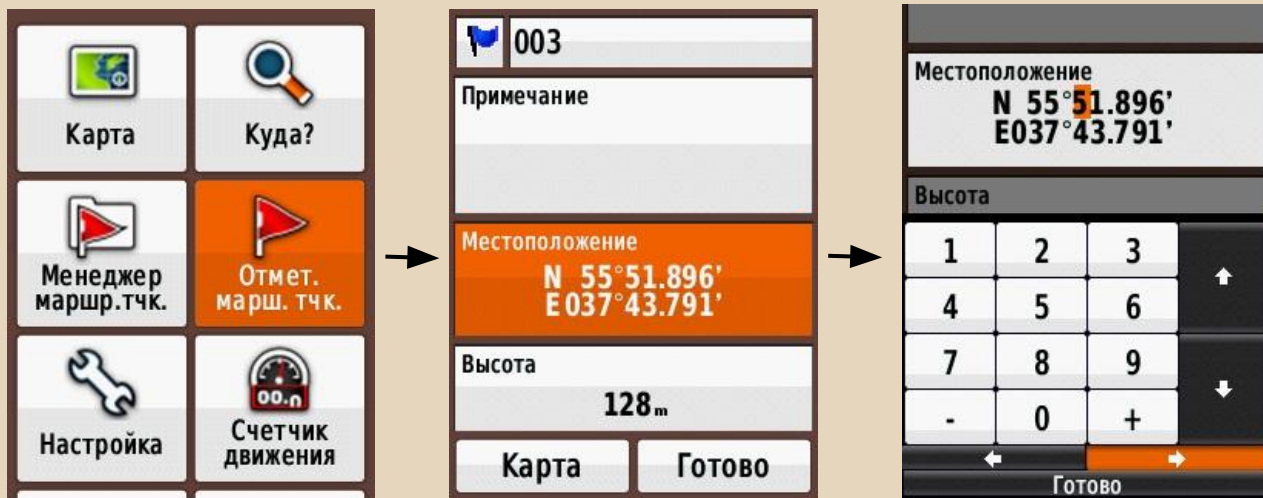 Карта
Куда?
Менеджер
маршр.тчк.
Отмет.
марш. тчк.
Настройка
00.0
Счетчик
движения
003
Примечание
Местоположение
N 55°51.896'
E037°43.791'
Высота
128m
Карта
Готово
Местоположение
N 55°51.896'
E037°43.791'
Высота
1 2 3
4 5 6
7 8 9
- 0 +
Готово